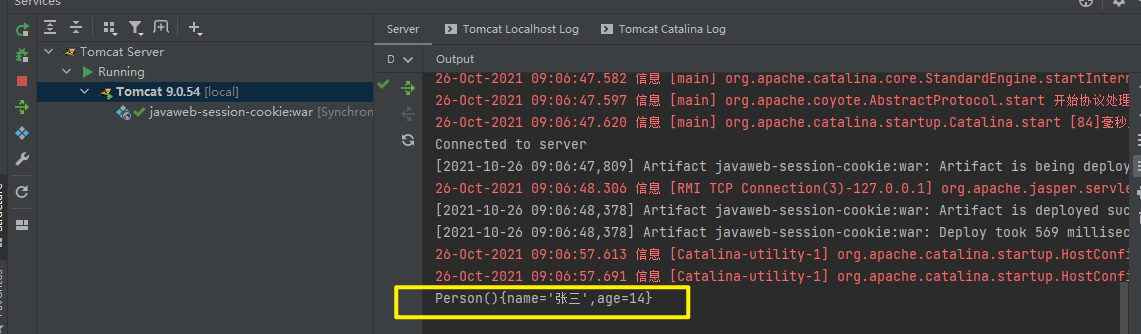 Services
Server
Tomcat Localhost Log
Tomcat Catalina Log
Tomcat Server
Running
Tomcat 9.0.54 [local]
javaweb-session-cookie:war [Synchron
D
Output
26-Oct-2021 09:06:47.582 信息 [main] org.apache.catalina.core.StandardEngine.startIntern
26-Oct-2021 09:06:47.597 信息 [main] org.apache.coyote.AbstractProtocol.start 开始协议处理
26-Oct-2021 09:06:47.620 信息 [main] org.apache.catalina.startup.Catalina.start [84]毫秒
Connected to server
[2021-10-26 09:06:47,809] Artifact javaweb-session-cookie:war: Artifact is being deploy
26-Oct-2021 09:06:48.306 信息 [RMI TCP Connection(3)-127.0.0.1] org.apache.jasper.servle
[2021-10-26 09:06:48,378] Artifact javaweb-session-cookie:war: Artifact is deployed suc
[2021-10-26 09:06:48,378] Artifact javaweb-session-cookie:war: Deploy took 569 millisec
26-Oct-2021 09:06:57.613 信息 [Catalina-utility-1] org.apache.catalina.startup.HostConfi
26-Oct-2021 09:06:57.691 信息 [Catalina-utility-1] org.apache.catalina.startup.HostConfi
Person(){name='张三',age=14}
Structure
Favorites